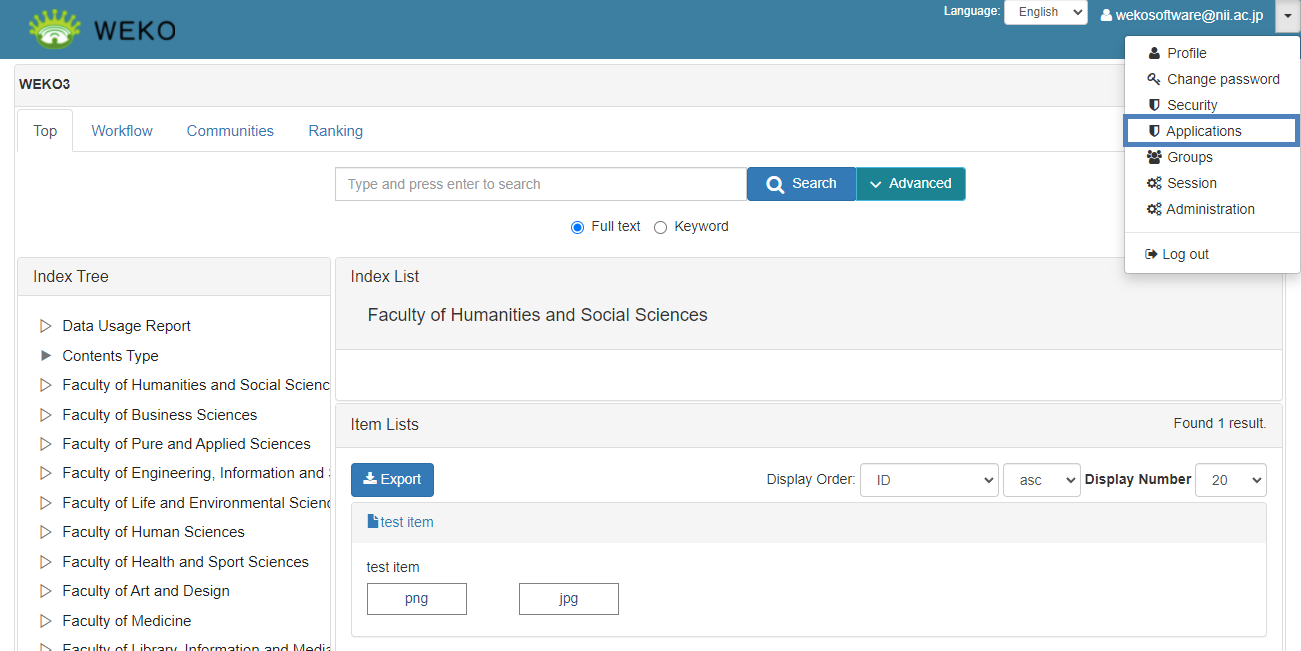 WEKO
Language: English
wekosoftware@nii.ac.jp
Profile
Change password
Security
Applications
Groups
Session
Administration
Log out
WEKO3
Top Workflow Communities Ranking
Type and press enter to search Search Advanced
Full text Keyword
Index Tree
Data Usage Report
Contents Type
Faculty of Humanities and Social Scienc
Faculty of Business Sciences
Faculty of Pure and Applied Sciences
Faculty of Engineering, Information and
Faculty of Life and Environmental Scienc
Faculty of Human Sciences
Faculty of Health and Sport Sciences
Faculty of Art and Design
Faculty of Medicine
Faculty of Library, Information and Media
Index List
Faculty of Humanities and Social Sciences
Item Lists Found 1 result.
Export Display Order: ID asc Display Number 20
test item
test item
png jpg